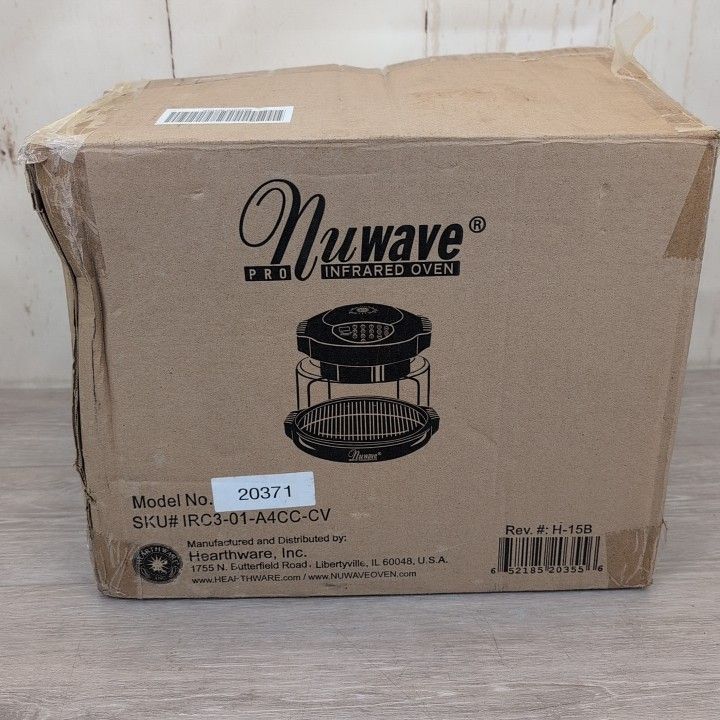 Nuwave®
PRO INFRARED OVEN
Nuwave®
Model No. 20371
SKU# IRC3-01-A4CC-CV
Manufactured and Distributed by:
Hearthware, Inc.
1755 N. Butterfield Road, Libertyville, IL 60048, U.S.A.
www.HEARTHWARE.com / www.NUWAVEOVEN.com
Rev. #: H-15B
6 52185 20355 6